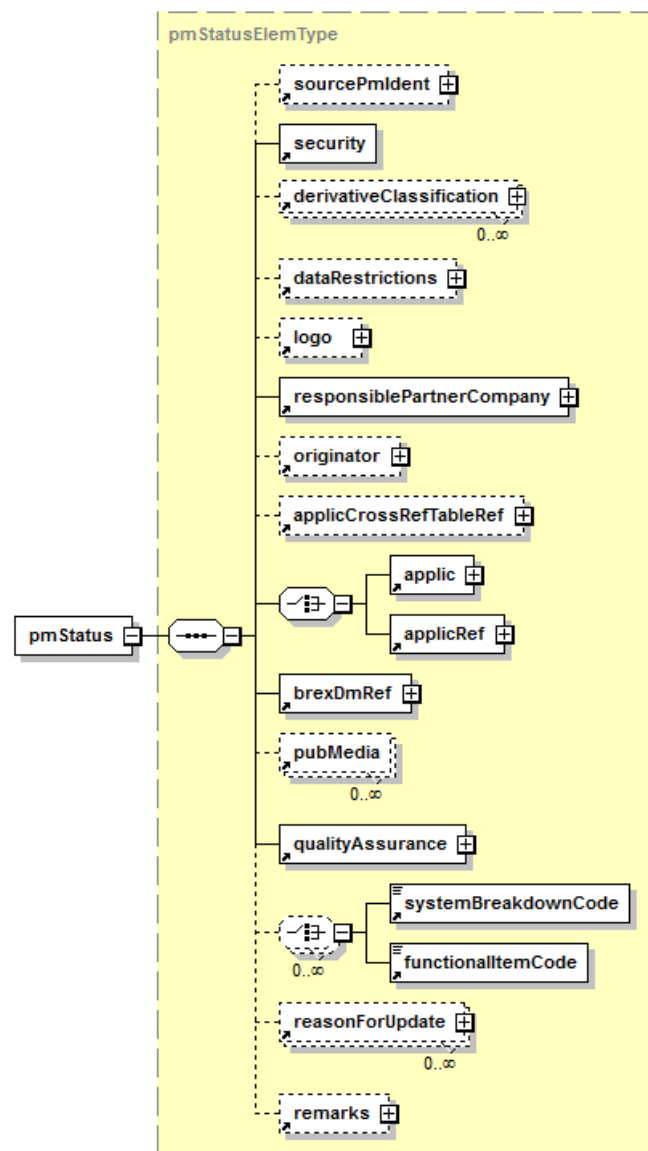 pmStatusElemType
sourcePmIdent
security
derivativeClassification
0..∞
dataRestrictions
logo
responsiblePartnerCompany
originator
applicCrossRefTableRef
applic
pmStatus
applicRef
brexDmRef
pubMedia
0..∞
qualityAssurance
systemBreakdownCode
0..∞
functionalItemCode
reasonForUpdate
0..∞
remarks